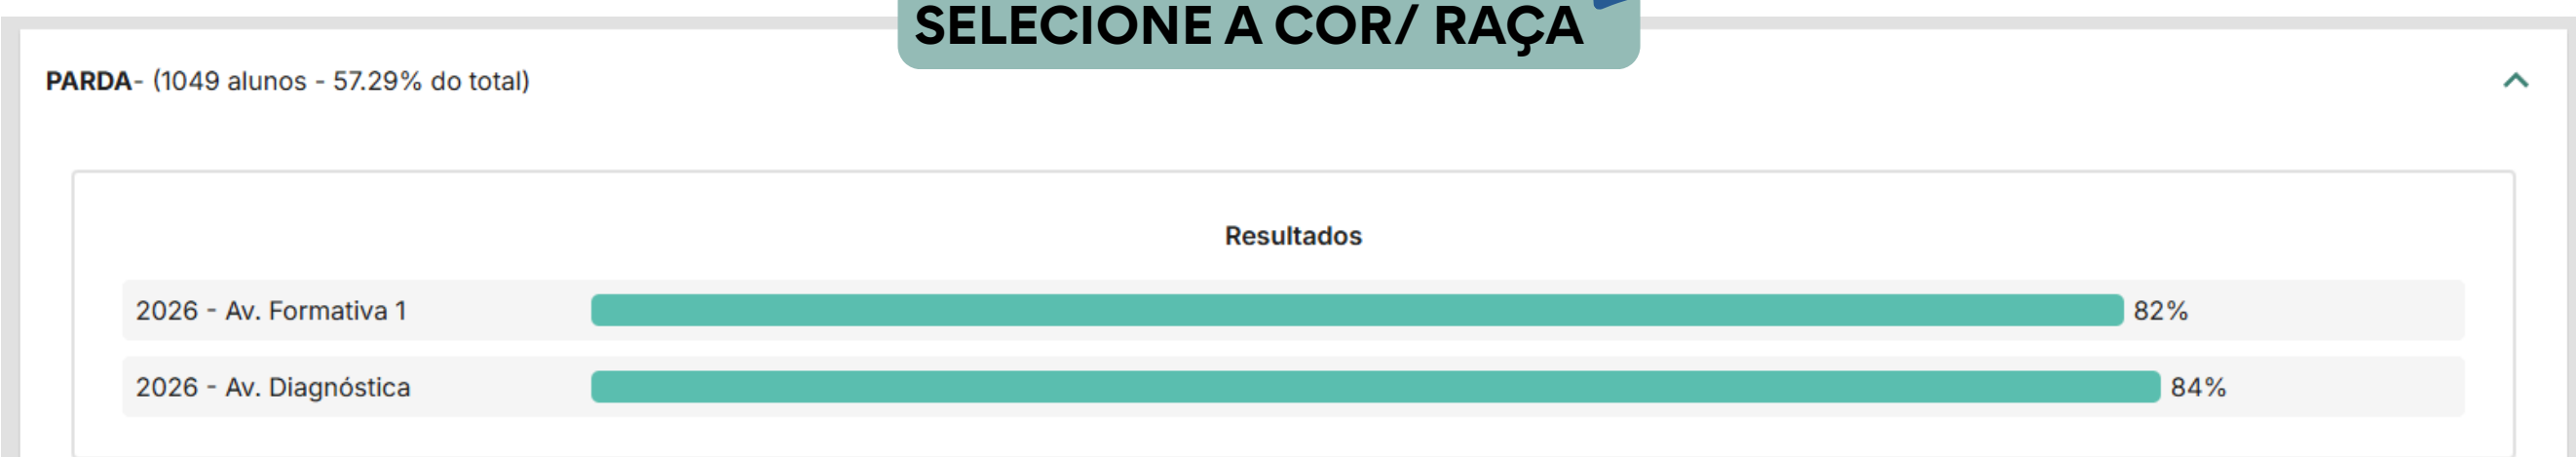 SELECIONE A COR/ RAÇA
PARDA- (1049 alunos - 57.29% do total)
Resultados
2026 - Av. Formativa 1 82%
2026 - Av. Diagnóstica 84%